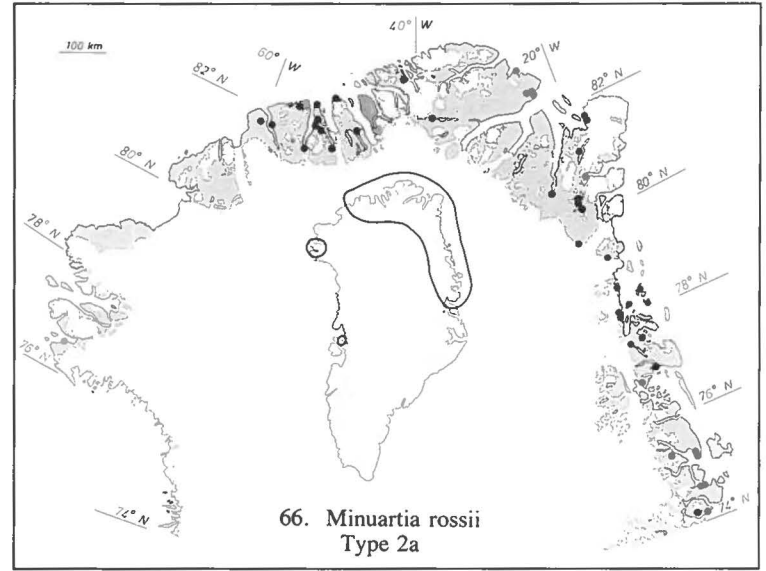 40° W
100 km
60° W
20° W
82° N
82° N
80° N
80° N
78° N
78° N
76° N
76° N
74° N
74° N
66. Minuartia rossii
Type 2a